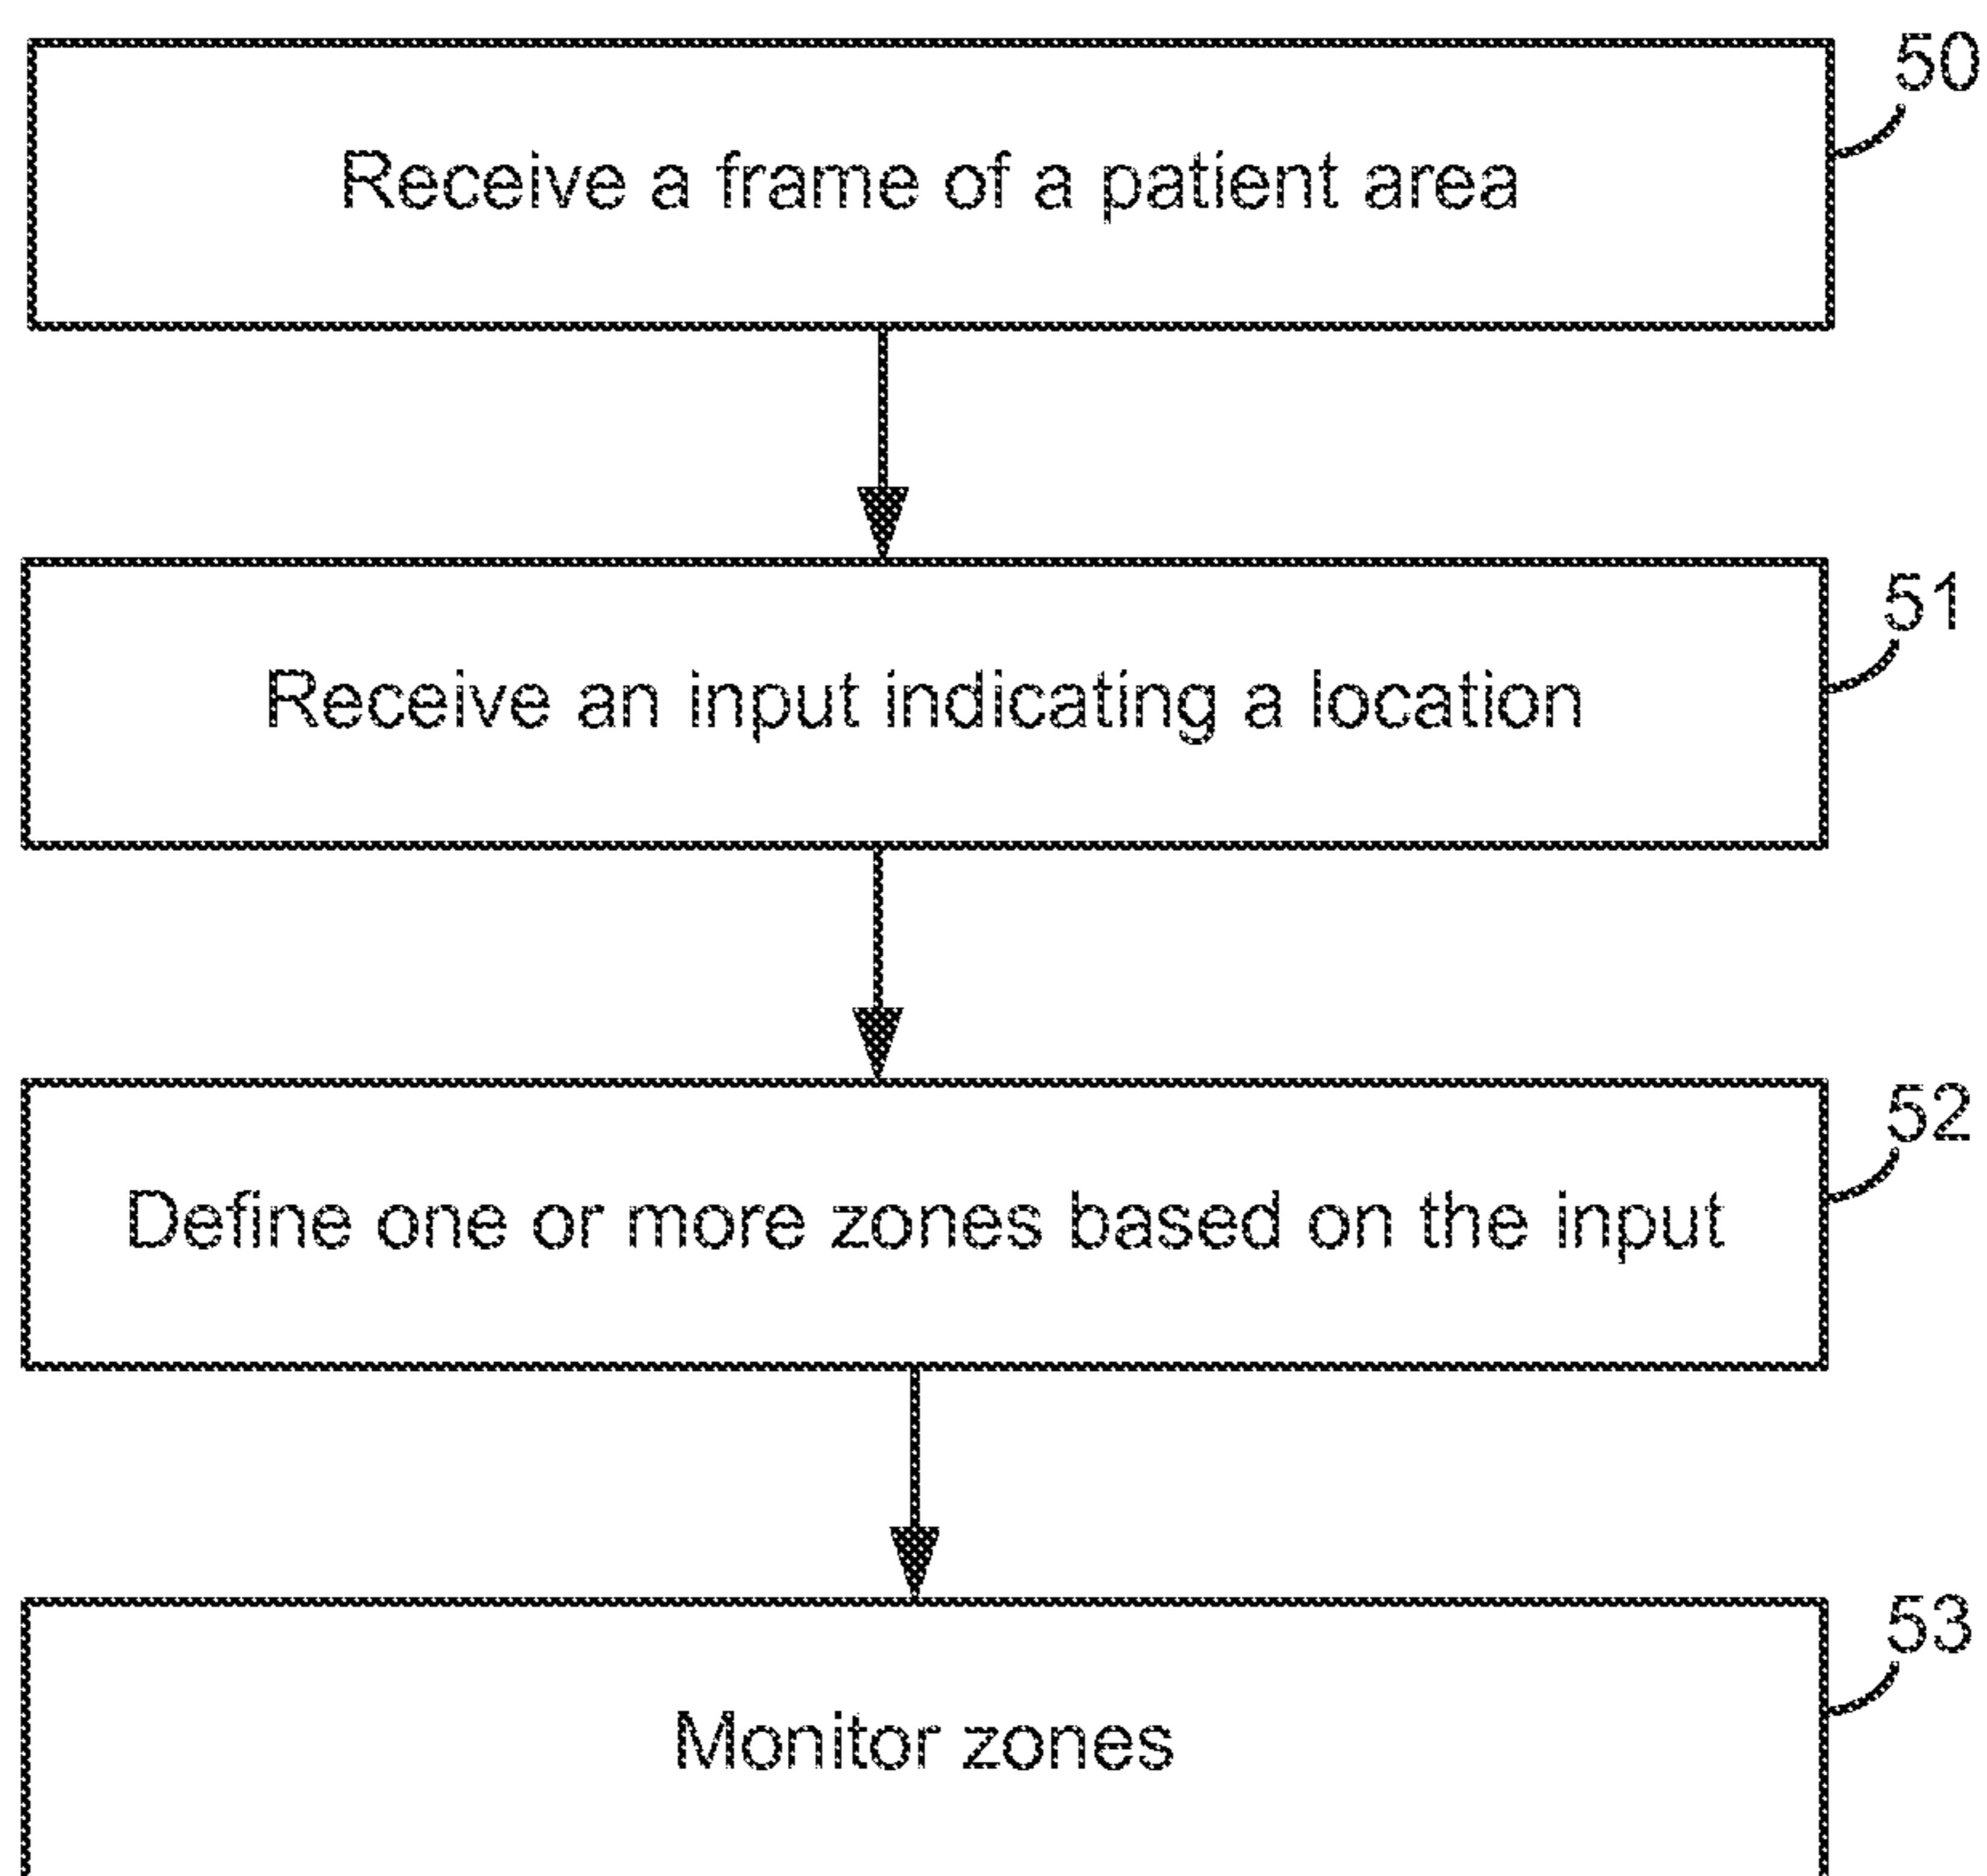 50
Receive a frame of a patient area
51
Receive an input indicating a location
52
Define one or more zones based on the input
53
Monitor zones